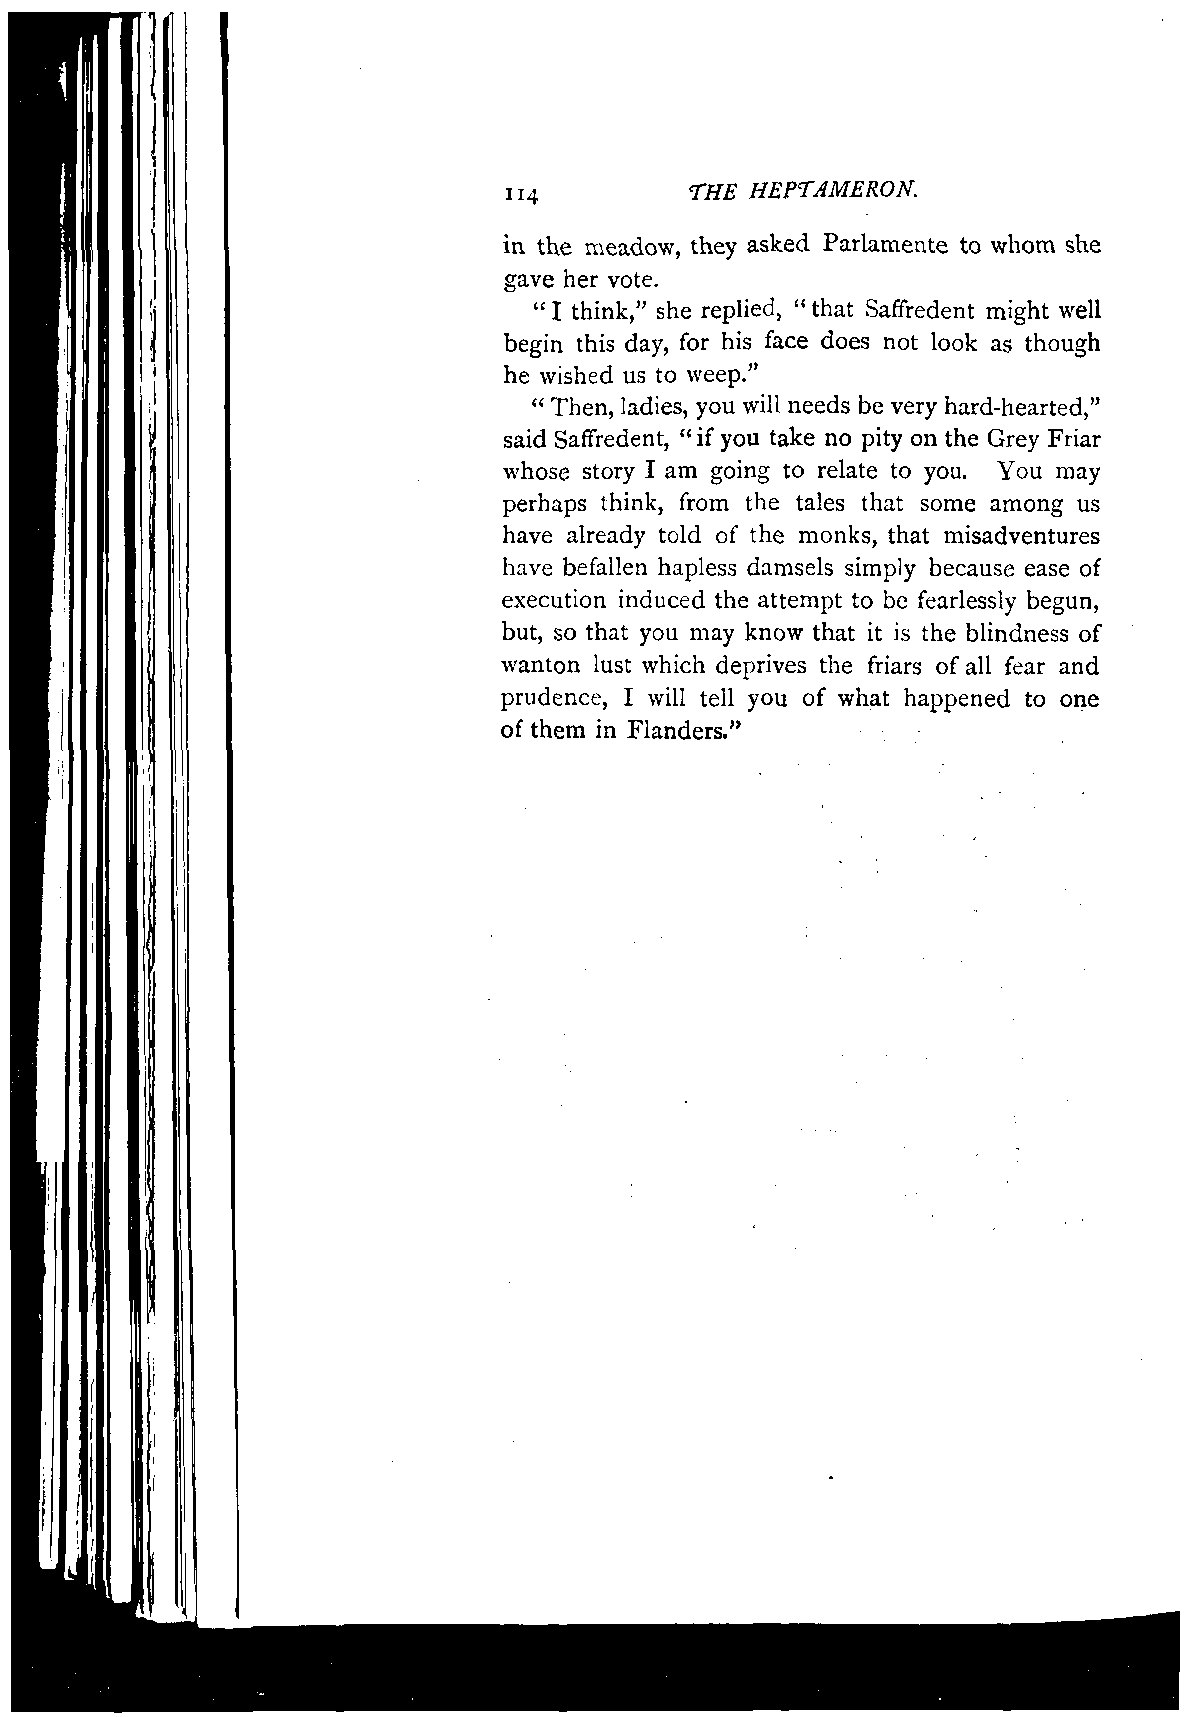 114 THE HEPTAMERON.
in the meadow, they asked Parlamente to whom she
gave her vote.
“I think,” she replied, “that Saffredent might well
begin this day, for his face does not look as though
he wished us to weep.”
“Then, ladies, you will needs be very hard-hearted,”
said Saffredent, “if you take no pity on the Grey Friar
whose story I am going to relate to you. You may
perhaps think, from the tales that some among us
have already told of the monks, that misadventures
have befallen hapless damsels simply because ease of
execution induced the attempt to be fearlessly begun,
but, so that you may know that it is the blindness of
wanton lust which deprives the friars of all fear and
prudence, I will tell you of what happened to one
of them in Flanders.”